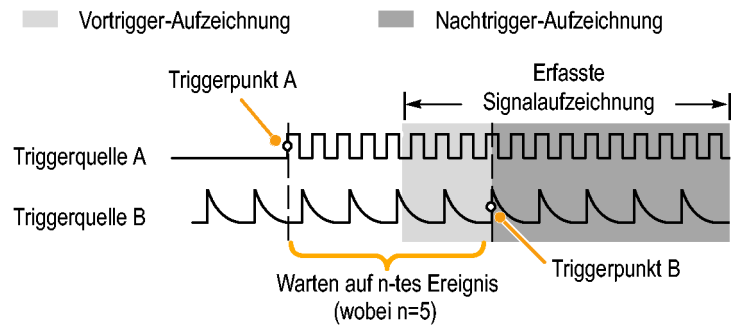 Vortrigger-Aufzeichnung
Nachtrigger-Aufzeichnung
Triggerpunkt A
Erfasste
Signalaufzeichnung
Triggerquelle A
Triggerquelle B
Warten auf n-tes Ereignis
(wobei n=5)
Triggerpunkt B